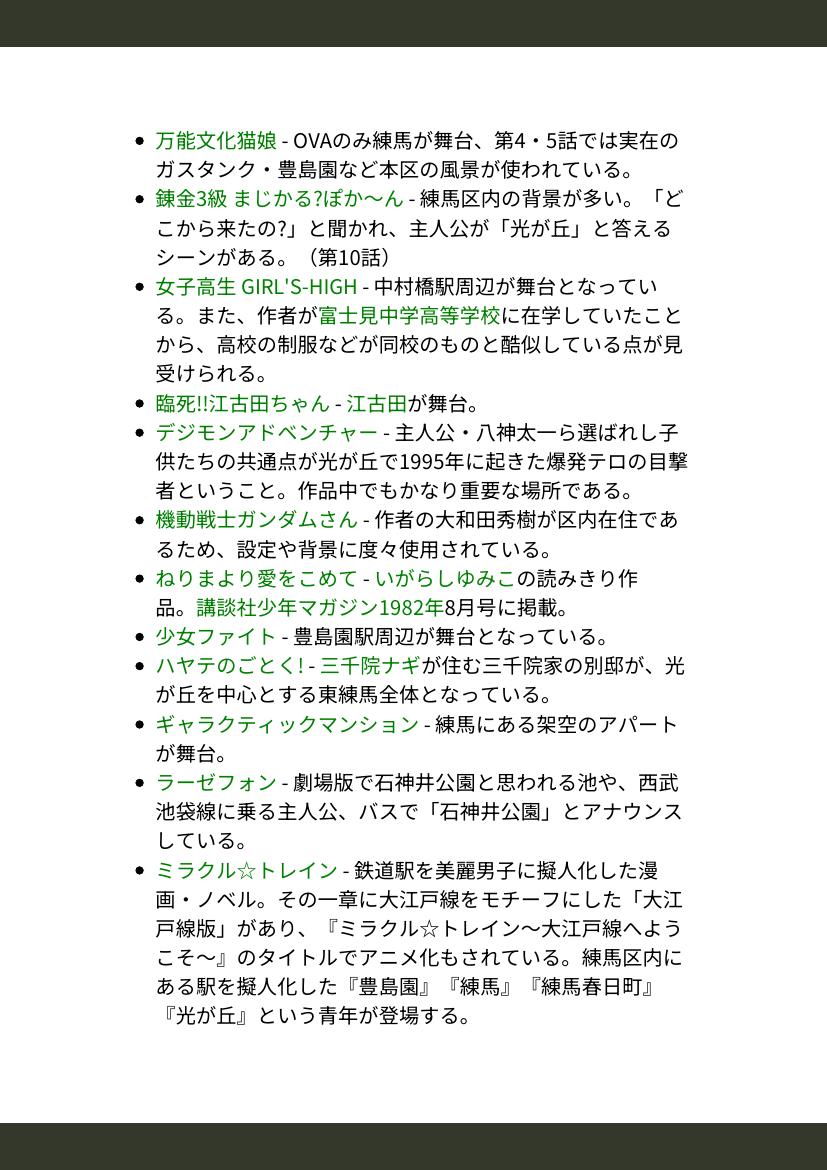 • 万能文化猫娘 - OVAのみ練馬が舞台、第4・5話では実在の
ガスタンク・豊島園など本区の風景が使われている。
• 錬金3級 まじかる?ぽか〜ん - 練馬区内の背景が多い。「ど
こから来たの?」と聞かれ、主人公が「光が丘」と答える
シーンがある。（第10話）
• 女子高生 GIRL'S-HIGH - 中村橋駅周辺が舞台となってい
る。また、作者が富士見中学高等学校に在学していたこと
から、高校の制服などが同校のものと酷似している点が見
受けられる。
• 臨死!!江古田ちゃん - 江古田が舞台。
• デジモンアドベンチャー - 主人公・八神太一ら選ばれし子
供たちの共通点が光が丘で1995年に起きた爆発テロの目撃
者ということ。作品中でもかなり重要な場所である。
• 機動戦士ガンダムさん - 作者の大和田秀樹が区内在住であ
るため、設定や背景に度々使用されている。
• ねりまより愛をこめて - いがらしゆみこの読みきり作
品。講談社少年マガジン1982年8月号に掲載。
• 少女ファイト - 豊島園駅周辺が舞台となっている。
• ハヤテのごとく! - 三千院ナギが住む三千院家の別邸が、光
が丘を中心とする東練馬全体となっている。
• ギャラクティックマンション - 練馬にある架空のアパート
が舞台。
• ラーゼフォン - 劇場版で石神井公園と思われる池や、西武
池袋線に乗る主人公、バスで「石神井公園」とアナウンス
している。
• ミラクル☆トレイン - 鉄道駅を美麗男子に擬人化した漫
画・ノベル。その一章に大江戸線をモチーフにした「大江
戸線版」があり、『ミラクル☆トレイン〜大江戸線へよう
こそ〜』のタイトルでアニメ化もされている。練馬区内に
ある駅を擬人化した『豊島園』『練馬』『練馬春日町』
『光が丘』という青年が登場する。